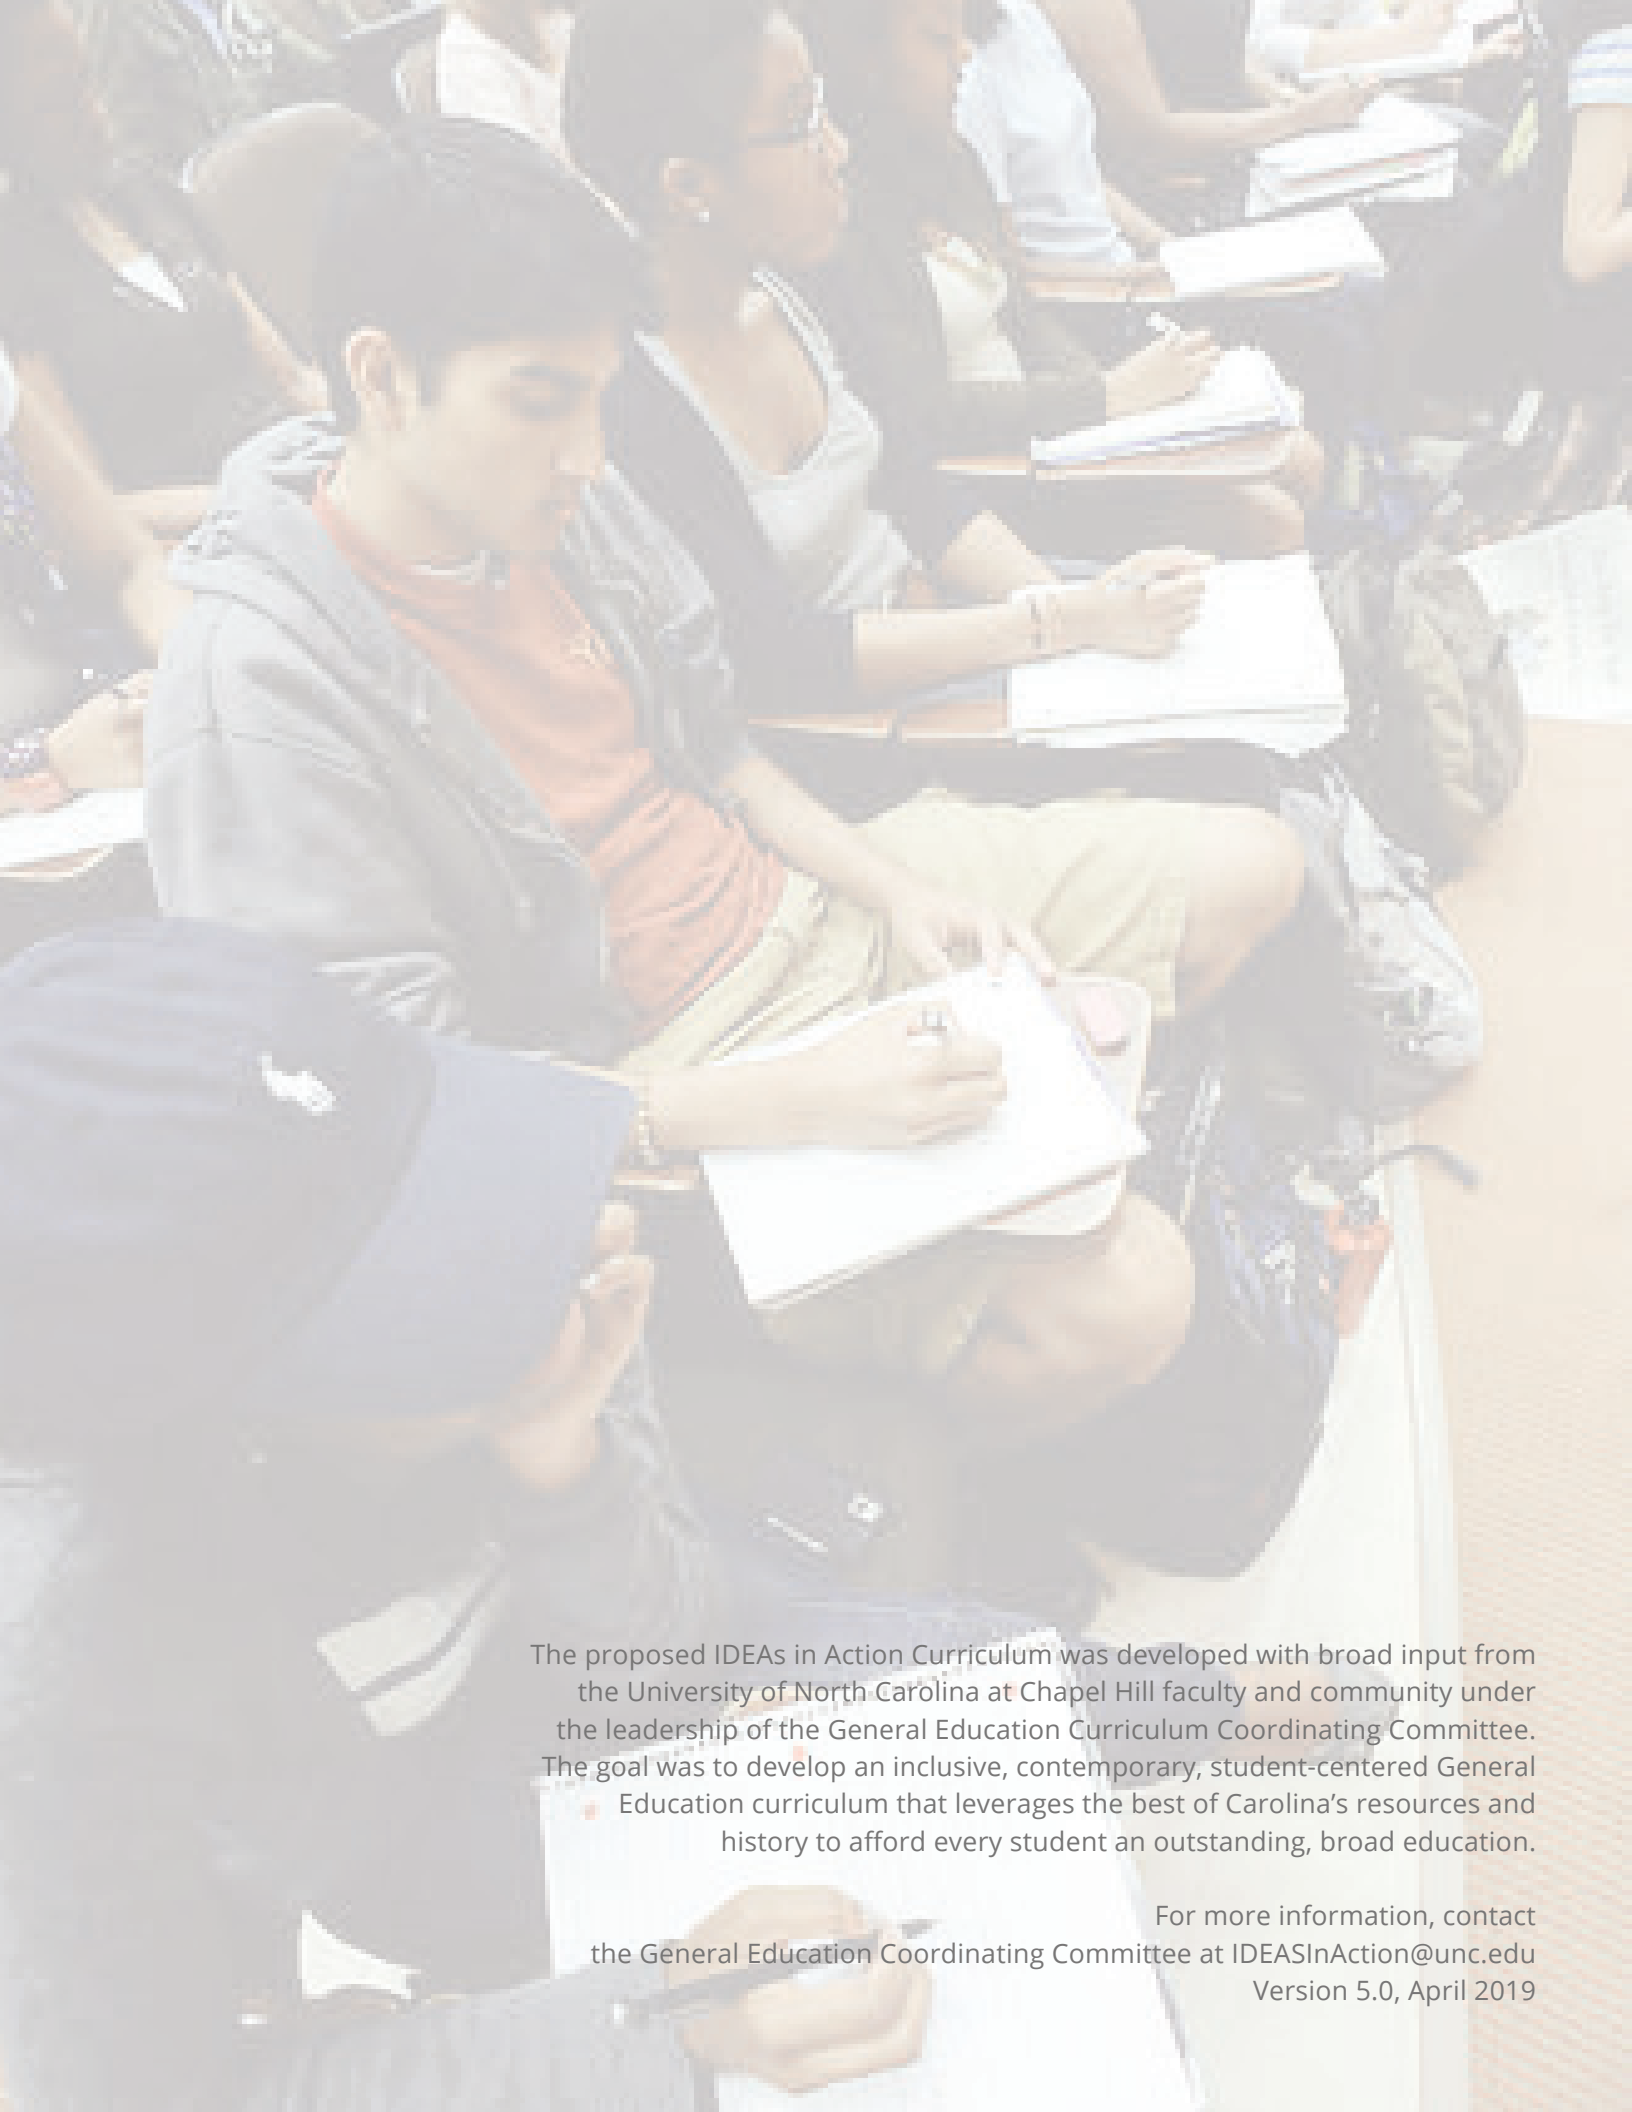 The proposed IDEAs in Action Curriculum was developed with broad input from
the University of North Carolina at Chapel Hill faculty and community under
the leadership of the General Education Curriculum Coordinating Committee.
The goal was to develop an inclusive, contemporary, student-centered General
Education curriculum that leverages the best of Carolina’s resources and
history to afford every student an outstanding, broad education.
For more information, contact
the General Education Coordinating Committee at IDEASInAction@unc.edu
Version 5.0, April 2019